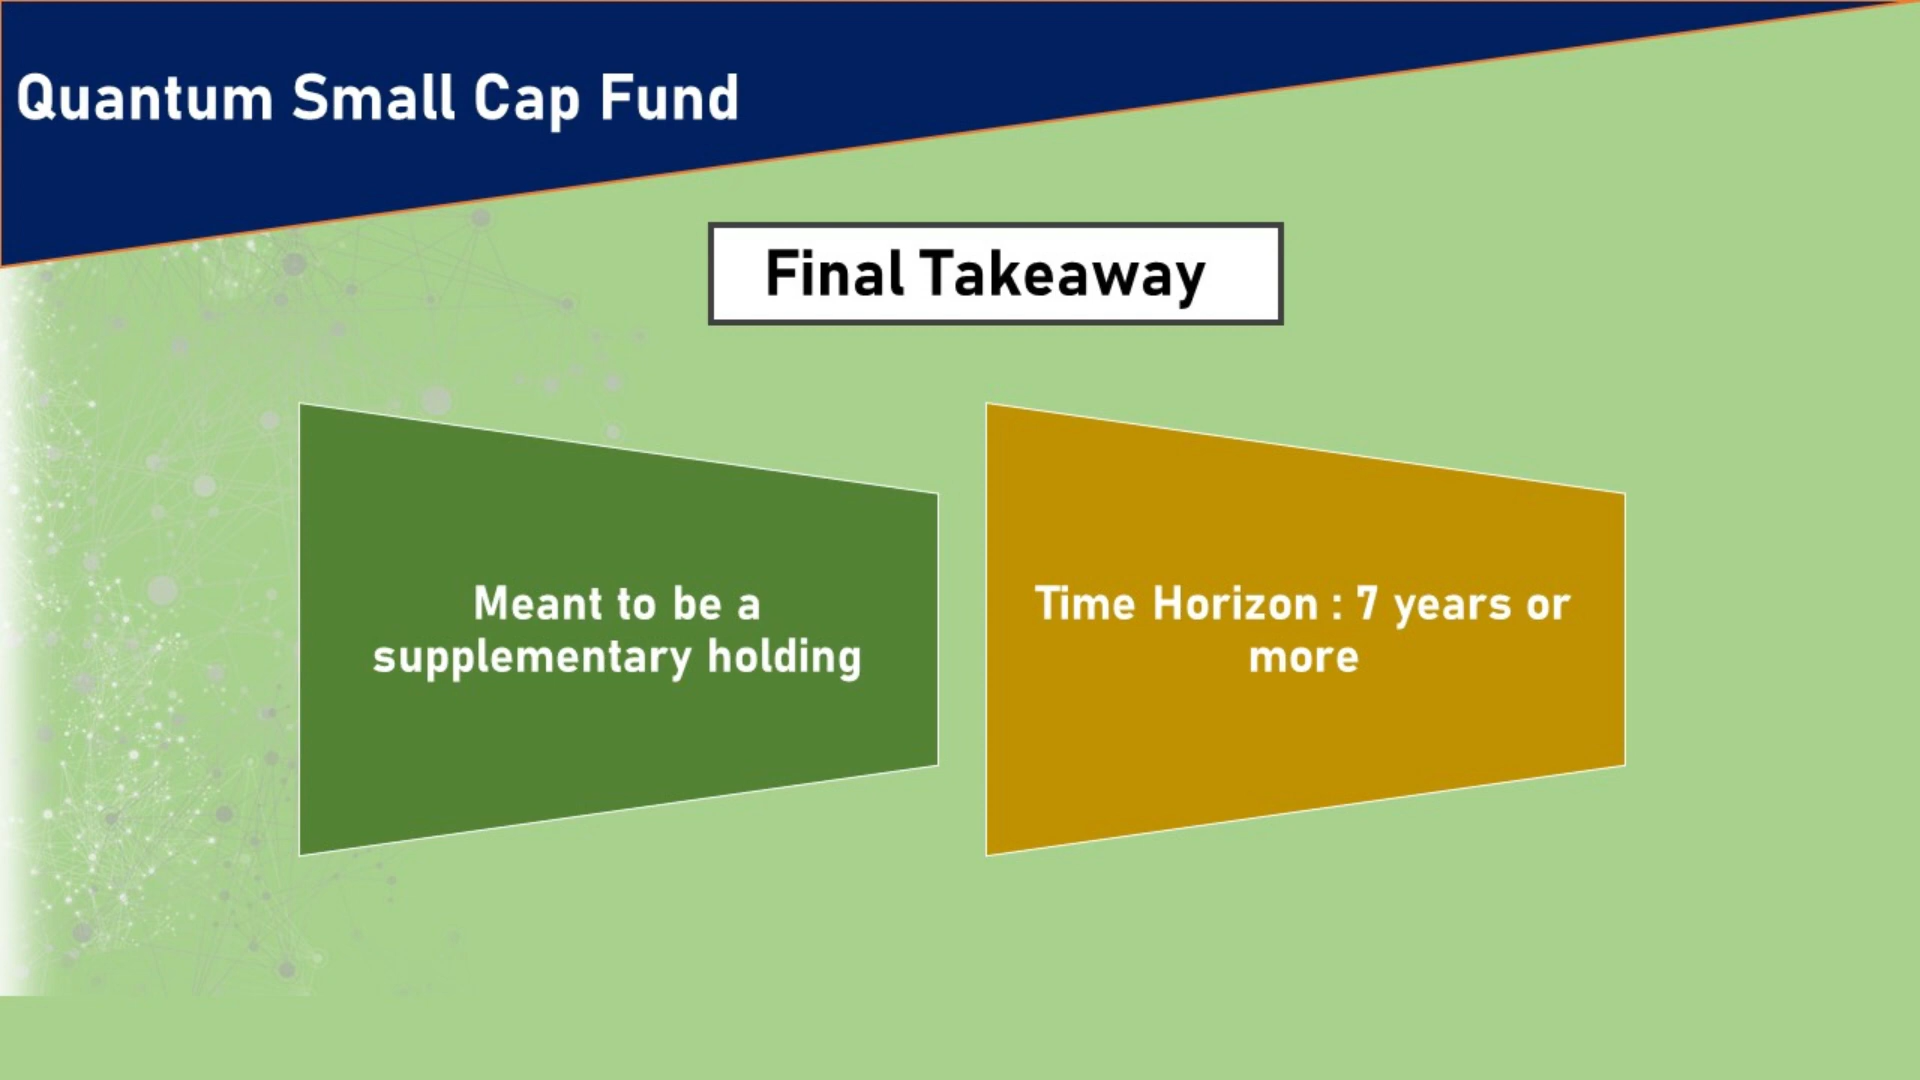 Quantum Small Cap Fund
Final Takeaway
Meant to be a
supplementary holding
Time Horizon : 7 years or
more